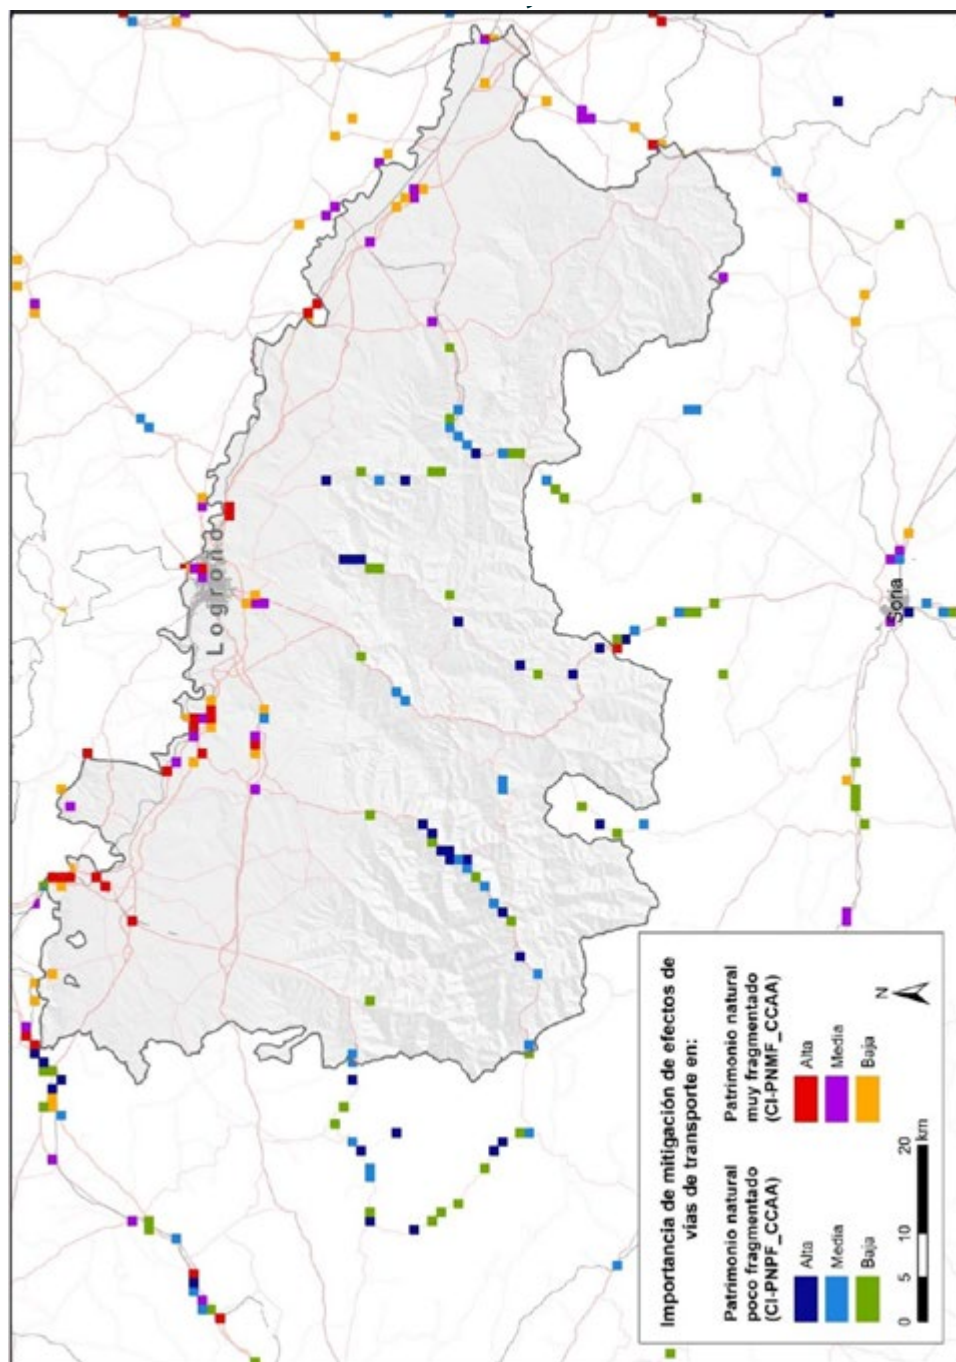 Logroño
Soria
Importancia de mitigación de efectos de
vías de transporte en:
Patrimonio natural
poco fragmentado
(CI-PNPF_CCAA)
Alta
Media
Baja
Patrimonio natural
muy fragmentado
(CI-PNMF_CCAA)
Alta
Media
Baja
N
0 5 10 20
km